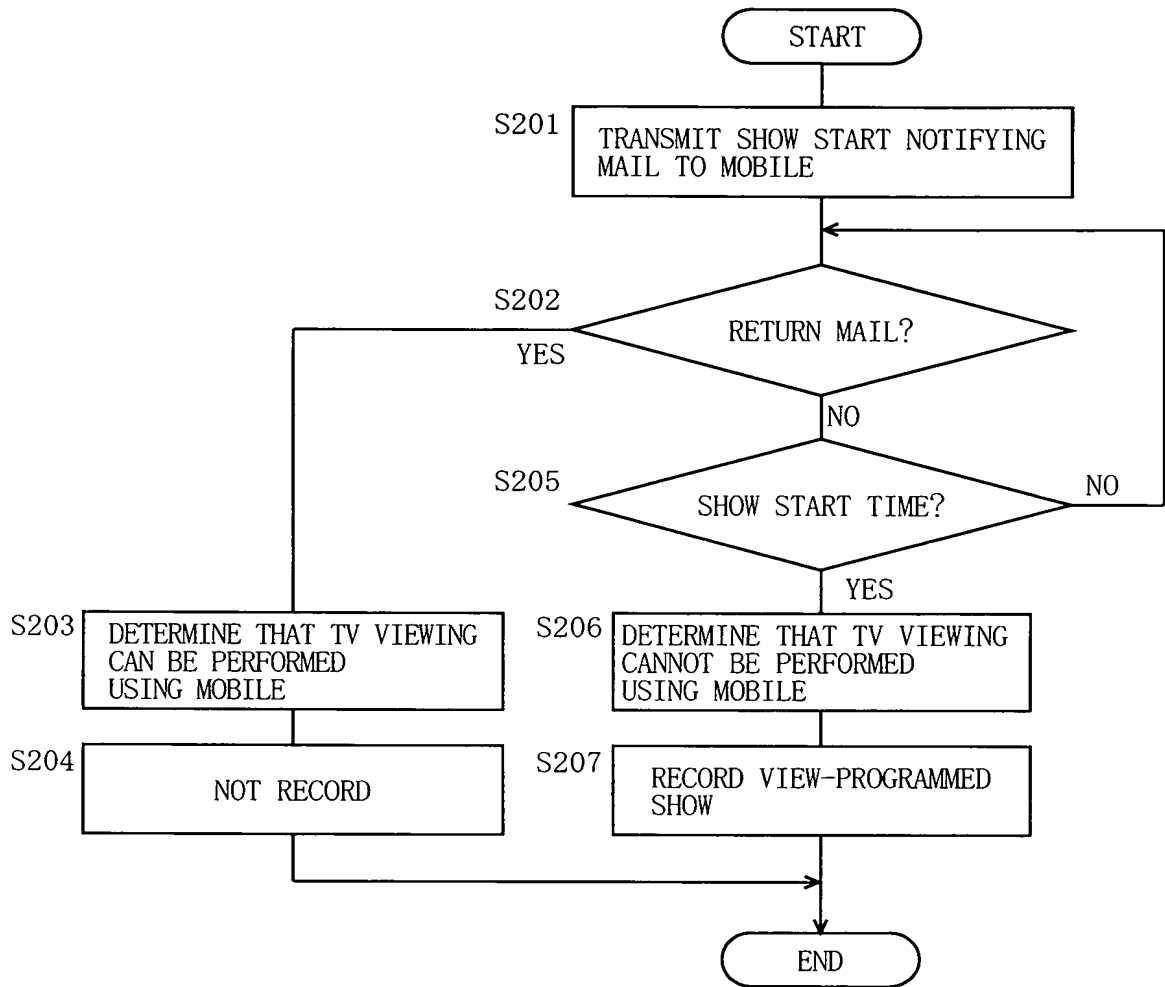 START
S201
TRANSMIT SHOW START NOTIFYING
MAIL TO MOBILE
S202
RETURN MAIL?
YES
NO
S205
SHOW START TIME?
NO
YES
S203
DETERMINE THAT TV VIEWING
CAN BE PERFORMED
USING MOBILE
S206
DETERMINE THAT TV VIEWING
CANNOT BE PERFORMED
USING MOBILE
S204
NOT RECORD
S207
RECORD VIEW-PROGRAMMED
SHOW
END